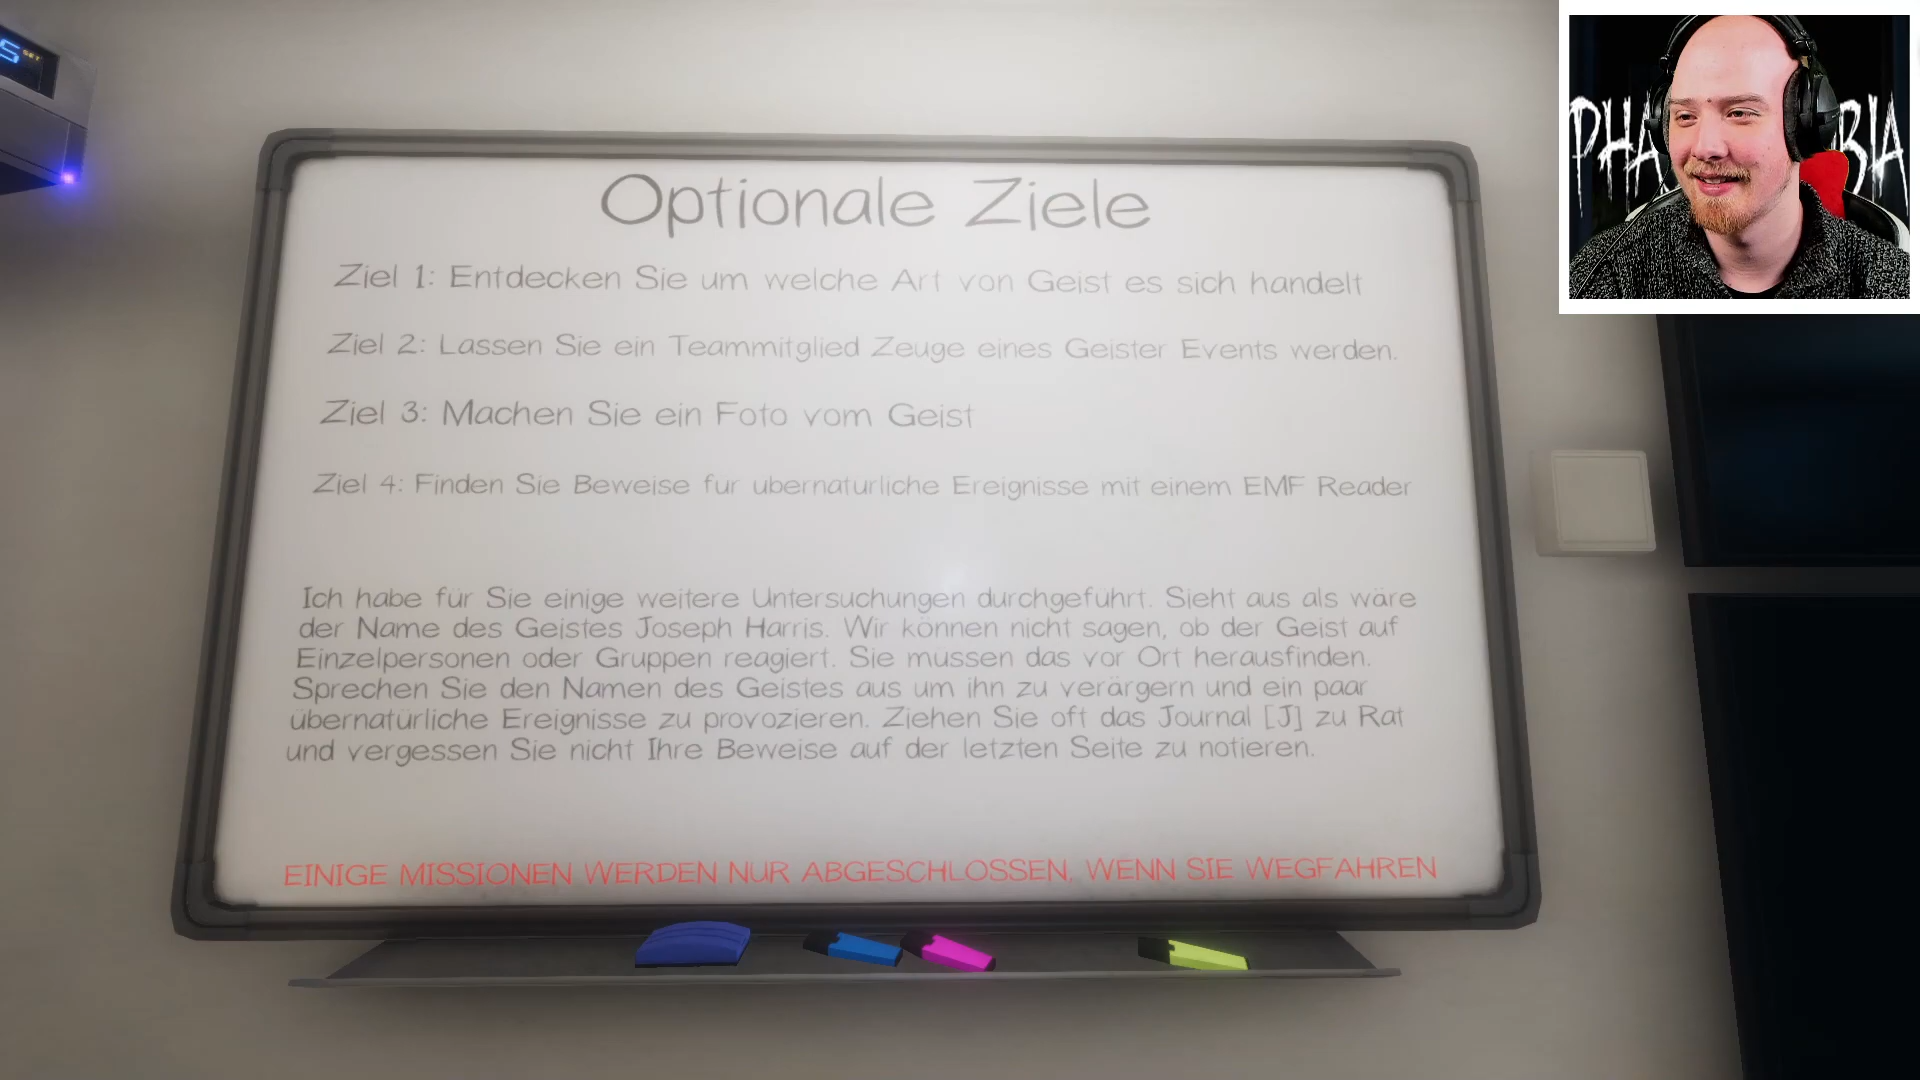 Optionale Ziele
Ziel 1: Entdecken Sie um welche Art von Geist es sich handelt
Ziel 2: Lassen Sie ein Teammitglied Zeuge eines Geister Events werden.
Ziel 3: Machen Sie ein Foto vom Geist
Ziel 4: Finden Sie Beweise fur ubernaturliche Ereignisse mit einem EMF Reader
Ich habe für Sie einige weitere Untersuchungen durchgeführt. Sieht aus als wäre
der Name des Geistes Joseph Harris. Wir können nicht sagen, ob der Geist auf
Einzelpersonen oder Gruppen reagiert. Sie müssen das vor Ort herausfinden.
Sprechen Sie den Namen des Geistes aus um ihn zu verärgern und ein paar
übernatürliche Ereignisse zu provozieren. Ziehen Sie oft das Journal [J] zu Rat
und vergessen Sie nicht Ihre Beweise auf der letzten Seite zu notieren.
EINIGE MISSIONEN WERDEN NUR ABGESCHLOSSEN, WENN SIE WEGFAHREN